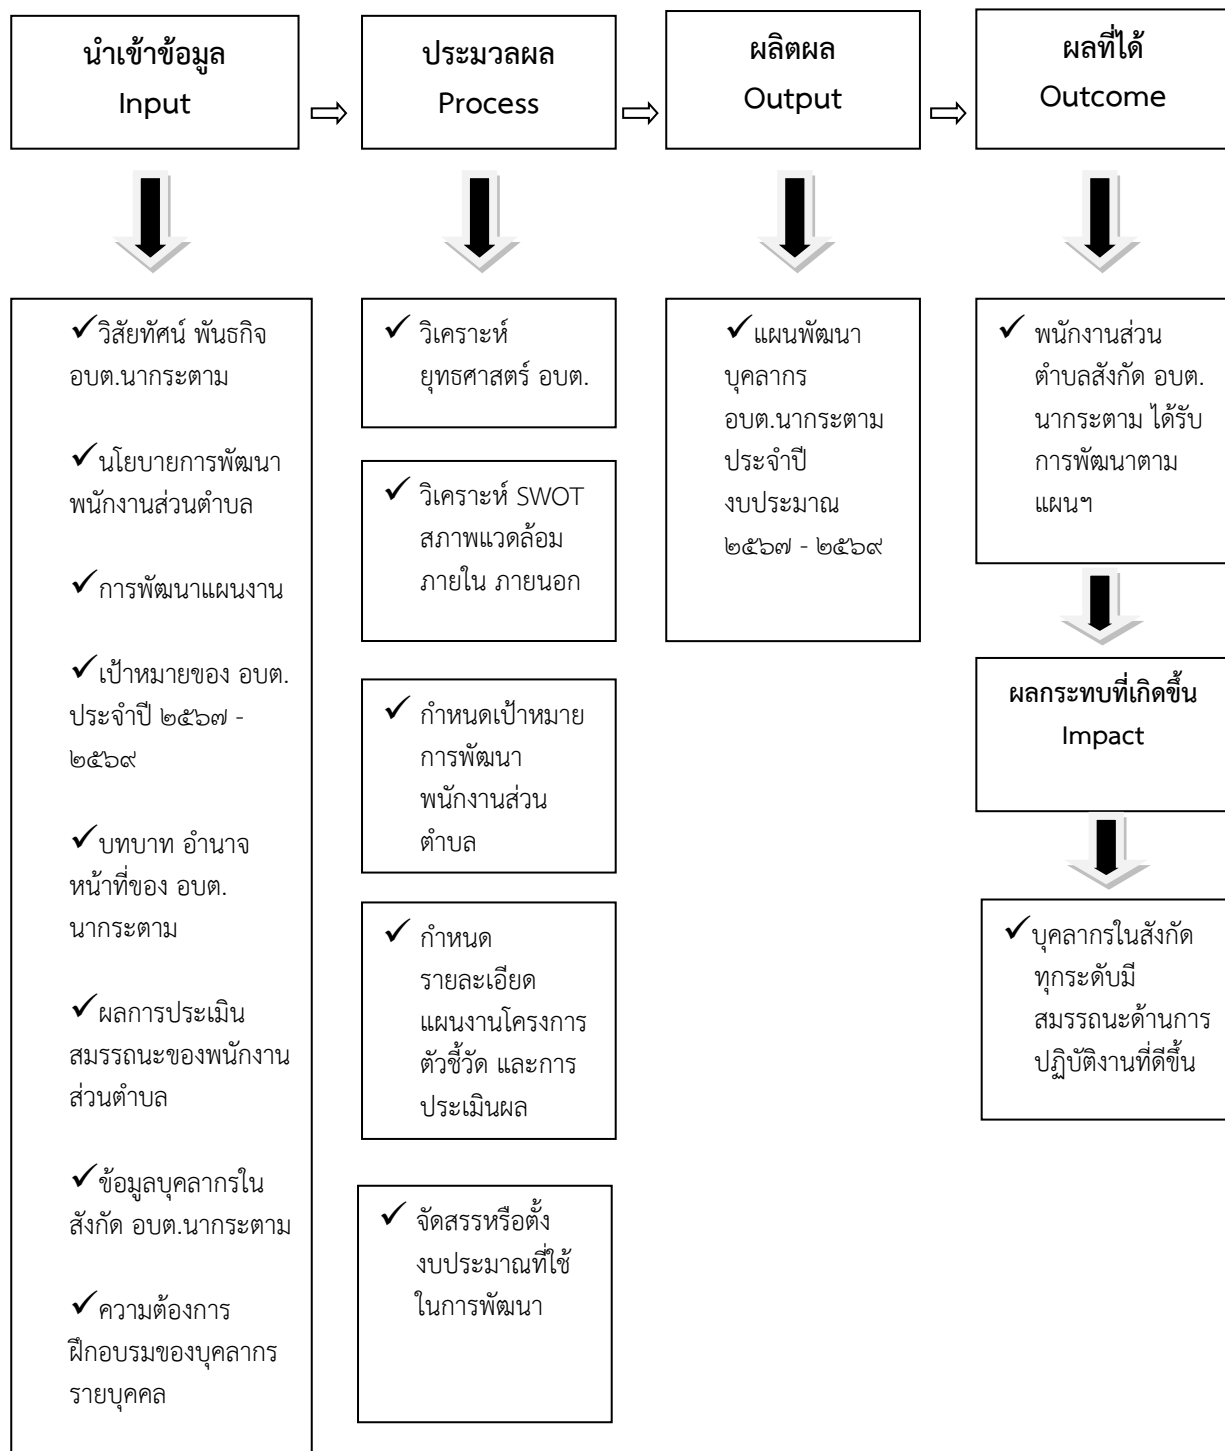 นำเข้าข้อมูล
Input
ประมวลผล
Process
ผลิตผล
Output
ผลที่ได้
Outcome
✓วิสัยทัศน์ พันธกิจ
อบต.นากระตาม
✓นโยบายการพัฒนา
พนักงานส่วนตำบล
✓การพัฒนาแผนงาน
✓เป้าหมายของ อบต.
ประจำปี ๒๕๖๗ -
๒๕๖๙
✓บทบาท อำนาจ
หน้าที่ของ อบต.
นากระตาม
✓ผลการประเมิน
สมรรถนะของพนักงาน
ส่วนตำบล
✓ข้อมูลบุคลากรใน
สังกัด อบต.นากระตาม
✓ความต้องการ
ฝึกอบรมของบุคลากร
รายบุคคล
✓ วิเคราะห์
ยุทธศาสตร์ อบต.
✓ วิเคราะห์ SWOT
สภาพแวดล้อม
ภายใน ภายนอก
✓ กำหนดเป้าหมาย
การพัฒนา
พนักงานส่วน
ตำบล
✓ กำหนด
รายละเอียด
แผนงานโครงการ
ตัวชี้วัด และการ
ประเมินผล
✓ จัดสรรหรือตั้ง
งบประมาณที่ใช้
ในการพัฒนา
✓แผนพัฒนา
บุคลากร
อบต.นากระตาม
ประจำปี
งบประมาณ
๒๕๖๗ - ๒๕๖๙
✓ พนักงานส่วน
ตำบลสังกัด อบต.
นากระตาม ได้รับ
การพัฒนาตาม
แผนฯ
ผลกระทบที่เกิดขึ้น
Impact
✓บุคลากรในสังกัด
ทุกระดับมี
สมรรถนะด้านการ
ปฏิบัติงานที่ดีขึ้น